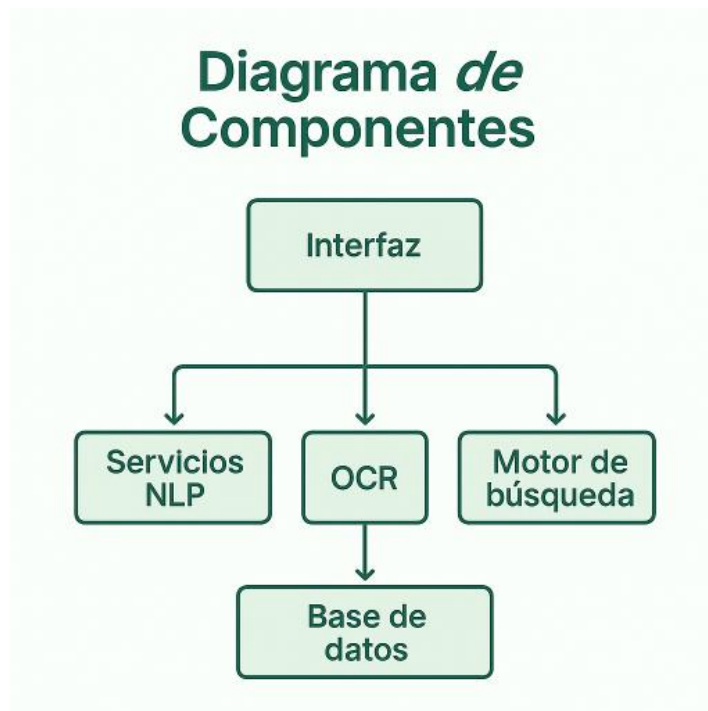 Diagrama de
Componentes
Interfaz
Servicios
NLP
OCR
Motor de
búsqueda
Base de
datos